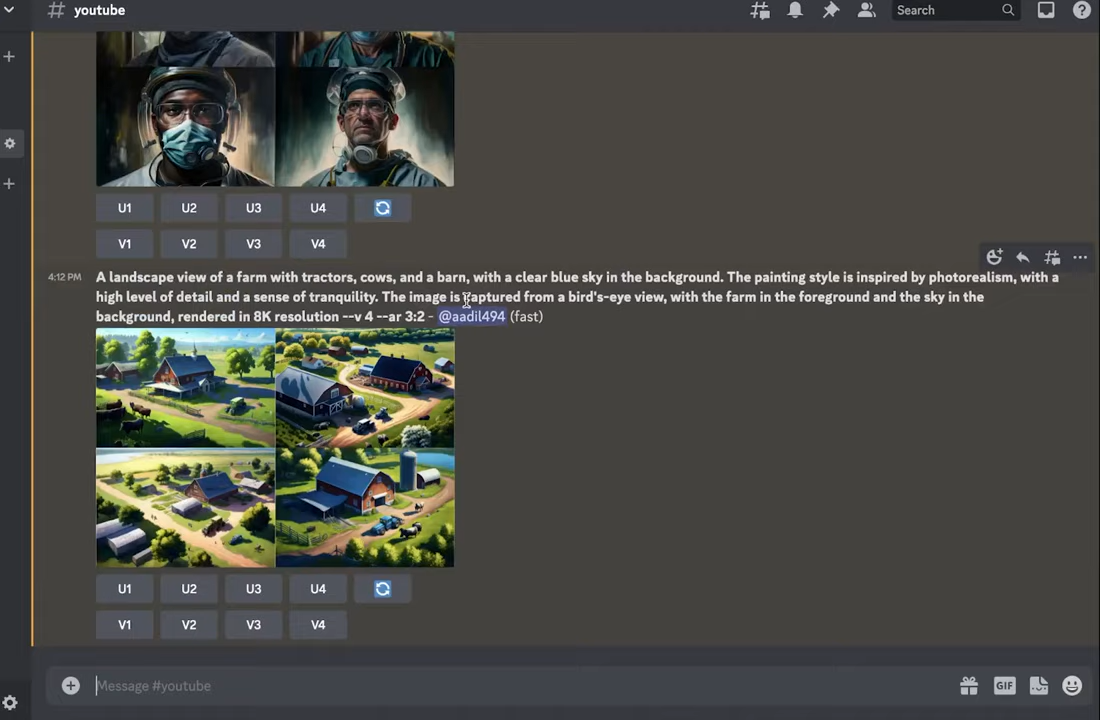 # youtube
Search
U1 U2 U3 U4
V1 V2 V3 V4
4:12 PM
A landscape view of a farm with tractors, cows, and a barn, with a clear blue sky in the background. The painting style is inspired by photorealism, with a
high level of detail and a sense of tranquility. The image is captured from a bird's-eye view, with the farm in the foreground and the sky in the
background, rendered in 8K resolution --v 4 --ar 3:2 - @aadil494 (fast)
U1 U2 U3 U4
V1 V2 V3 V4
Message #youtube
GIF